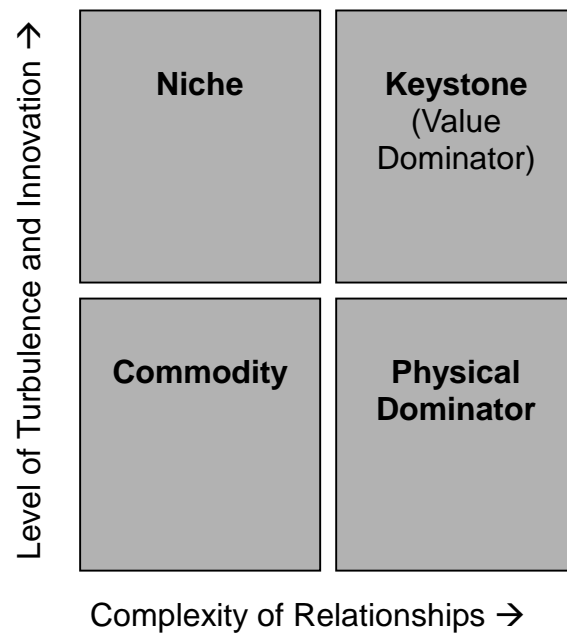 Level of Turbulence and Innovation →
Niche
Keystone
(Value
Dominator)
Commodity
Physical
Dominator
Complexity of Relationships →